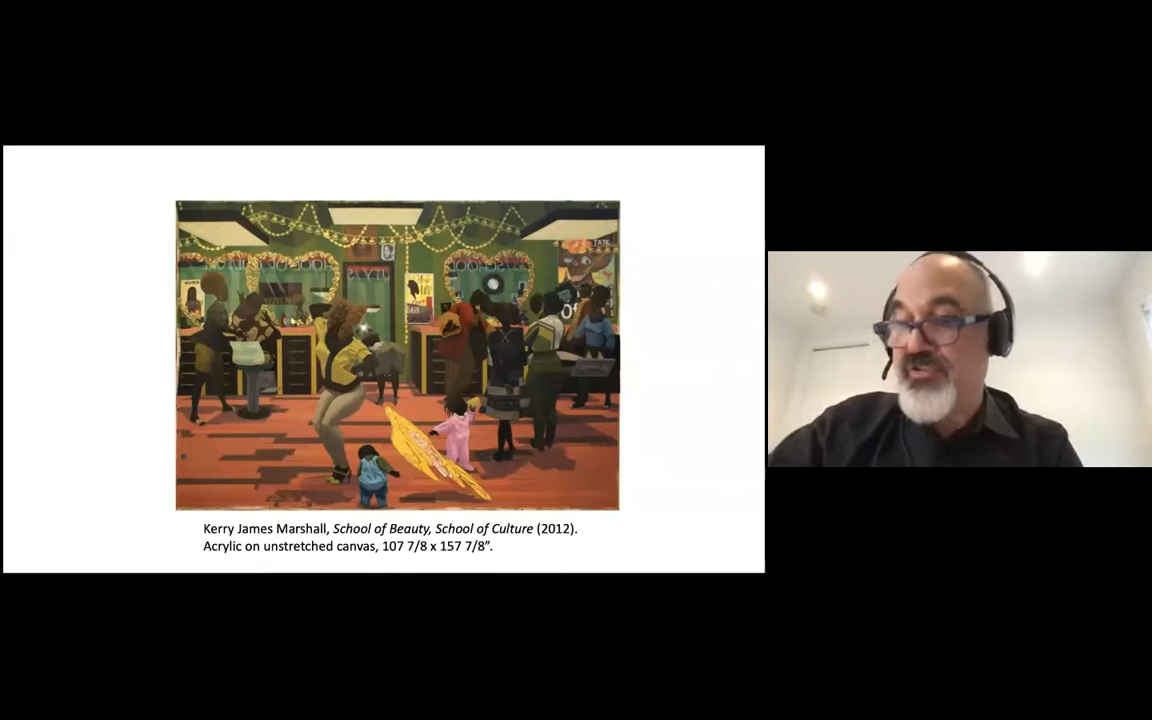 TATE
Kerry James Marshall, School of Beauty, School of Culture (2012).
Acrylic on unstretched canvas, 107 7/8 x 157 7/8”.